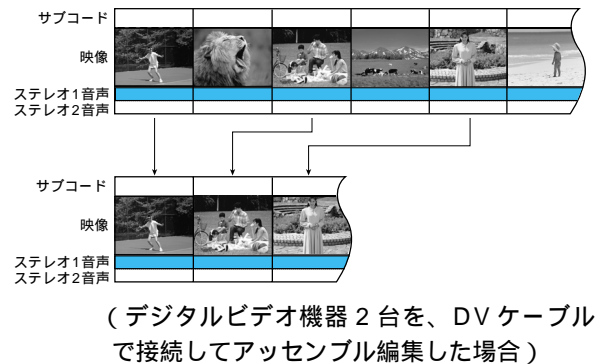 サブコード
映像
ステレオ1音声
ステレオ2音声
サブコード
映像
ステレオ1音声
ステレオ2音声
(デジタルビデオ機器2台を、DVケーブル
で接続してアッセンブル編集した場合)